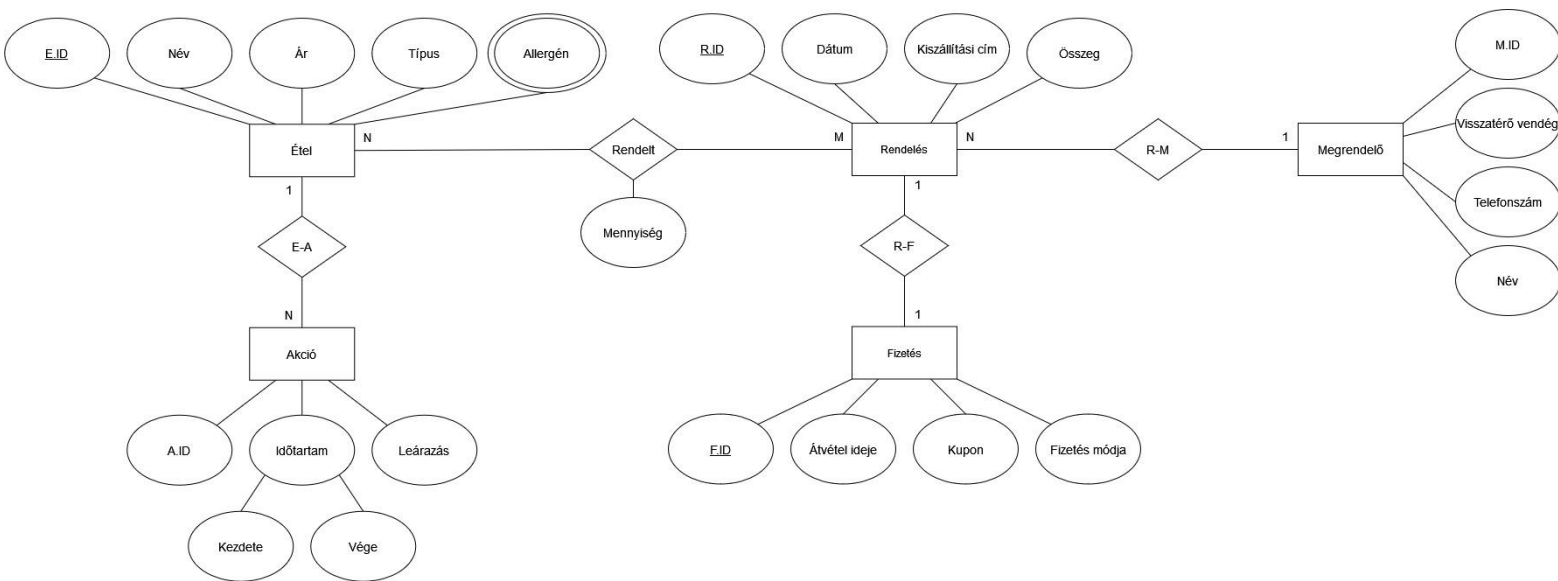 E.ID
Név
Ár
Típus
Allergén
R.ID
Dátum
Kiszállítási cím
Összeg
M.ID
Visszatérő vendég
Telefonszám
Név
Étel
N
Rendelt
M
Rendelés
N
R-M
1
Megrendelő
Mennyiség
1
E-A
N
Akció
1
R-F
1
Fizetés
A.ID
Időtartam
Leárazás
Kezdete
Vége
F.ID
Átvétel ideje
Kupon
Fizetés módja